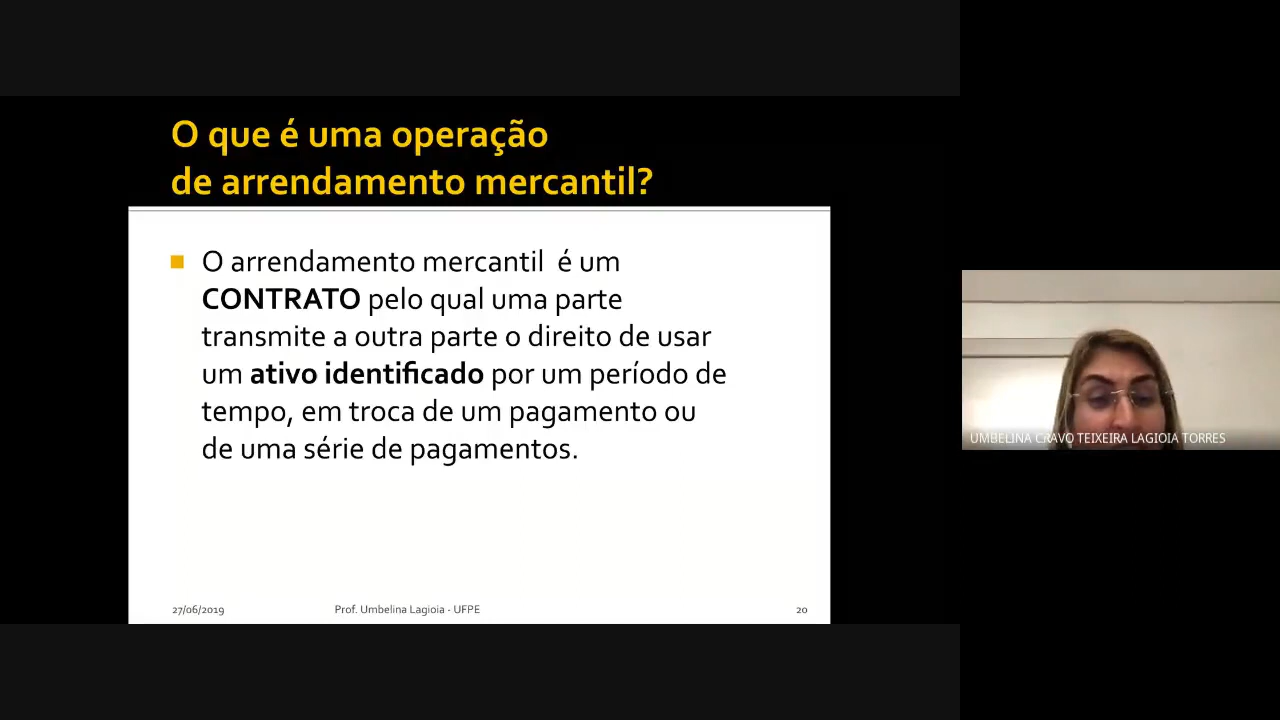 O que é uma operação
de arrendamento mercantil?
O arrendamento mercantil é um
CONTRATO pelo qual uma parte
transmite a outra parte o direito de usar
um ativo identificado por um período de
tempo, em troca de um pagamento ou
de uma série de pagamentos.
27/06/2019
Prof. Umbelina Lagioia - UFPE
20
UMBELINA CRAVO TEIXEIRA LAGIOIA TORRES